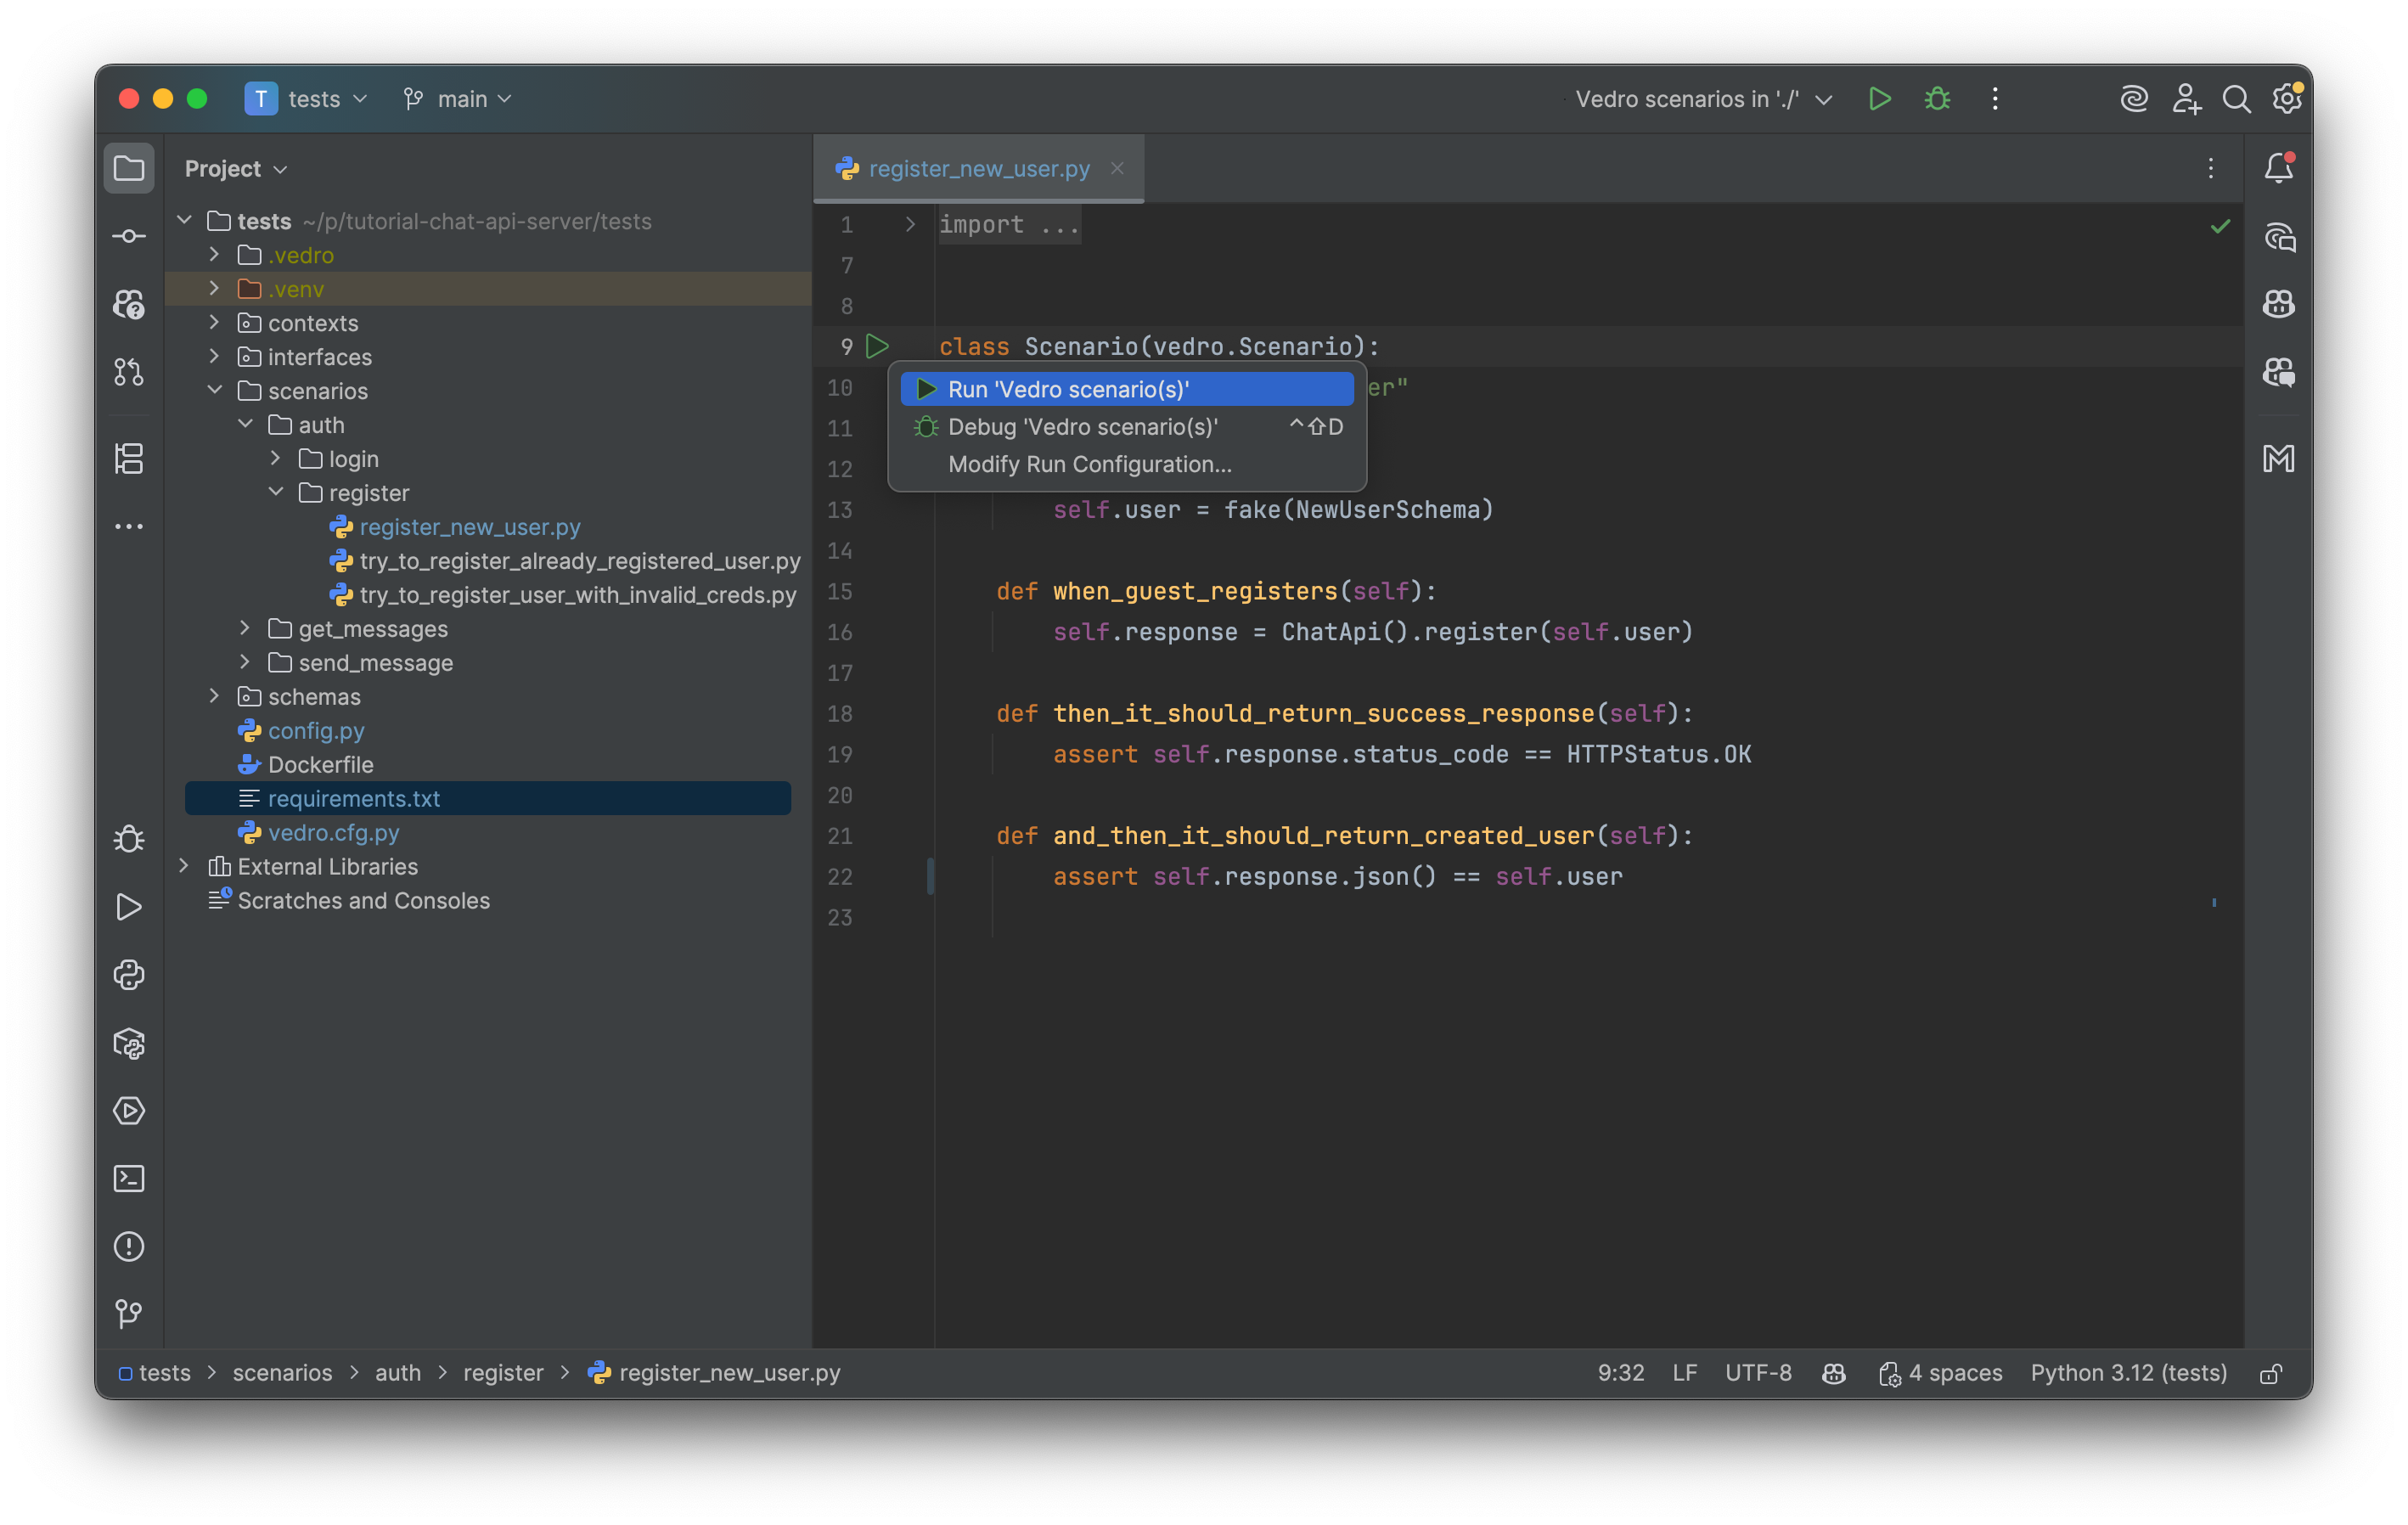 T tests main Vedro scenarios in './'
Project
tests ~/p/tutorial-chat-api-server/tests
.vedro
.venv
contexts
interfaces
scenarios
auth
login
register
register_new_user.py
try_to_register_already_registered_user.py
try_to_register_user_with_invalid_creds.py
get_messages
send_message
schemas
config.py
Dockerfile
requirements.txt
vedro.cfg.py
External Libraries
Scratches and Consoles
register_new_user.py
1 import ...
7
8
9 class Scenario(vedro.Scenario):
10 er"
Run 'Vedro scenario(s)'
11
Debug 'Vedro scenario(s)' ^⇧D
12
Modify Run Configuration...
13 self.user = fake(NewUserSchema)
14
15 def when_guest_registers(self):
16 self.response = ChatApi().register(self.user)
17
18 def then_it_should_return_success_response(self):
19 assert self.response.status_code == HTTPStatus.OK
20
21 def and_then_it_should_return_created_user(self):
22 assert self.response.json() == self.user
23
tests > scenarios > auth > register > register_new_user.py
9:32 LF UTF-8 4 spaces Python 3.12 (tests)